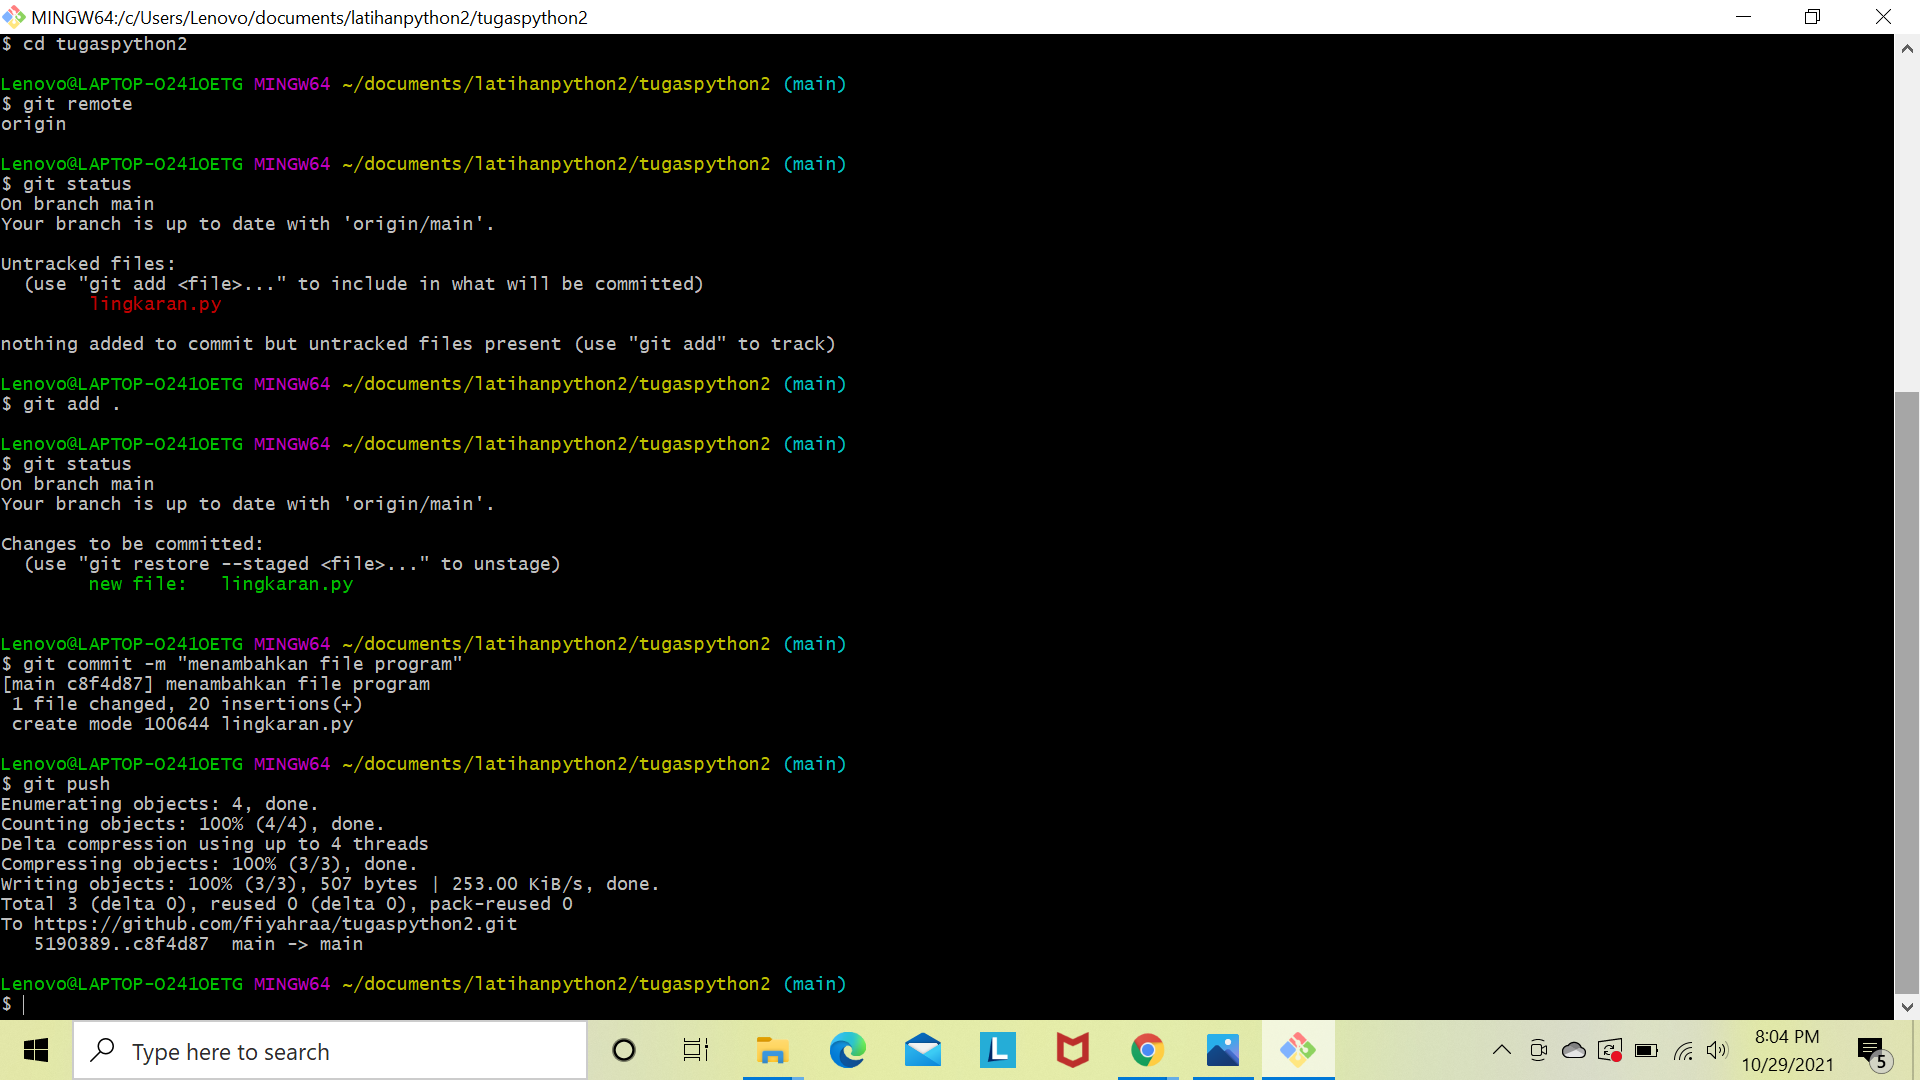 MINGW64:/c/Users/Lenovo/documents/latihanpython2/tugaspython2
$ cd tugaspython2
Lenovo@LAPTOP-O241OETG MINGW64 ~/documents/latihanpython2/tugaspython2 (main)
$ git remote
origin
Lenovo@LAPTOP-O241OETG MINGW64 ~/documents/latihanpython2/tugaspython2 (main)
$ git status
On branch main
Your branch is up to date with 'origin/main'.
Untracked files:
  (use "git add <file>..." to include in what will be committed)
        lingkaran.py
nothing added to commit but untracked files present (use "git add" to track)
Lenovo@LAPTOP-O241OETG MINGW64 ~/documents/latihanpython2/tugaspython2 (main)
$ git add .
Lenovo@LAPTOP-O241OETG MINGW64 ~/documents/latihanpython2/tugaspython2 (main)
$ git status
On branch main
Your branch is up to date with 'origin/main'.
Changes to be committed:
  (use "git restore --staged <file>..." to unstage)
        new file:   lingkaran.py
Lenovo@LAPTOP-O241OETG MINGW64 ~/documents/latihanpython2/tugaspython2 (main)
$ git commit -m "menambahkan file program"
[main c8f4d87] menambahkan file program
 1 file changed, 20 insertions(+)
 create mode 100644 lingkaran.py
Lenovo@LAPTOP-O241OETG MINGW64 ~/documents/latihanpython2/tugaspython2 (main)
$ git push
Enumerating objects: 4, done.
Counting objects: 100% (4/4), done.
Delta compression using up to 4 threads
Compressing objects: 100% (3/3), done.
Writing objects: 100% (3/3), 507 bytes | 253.00 KiB/s, done.
Total 3 (delta 0), reused 0 (delta 0), pack-reused 0
To https://github.com/fiyahraa/tugaspython2.git
   5190389..c8f4d87  main -> main
Lenovo@LAPTOP-O241OETG MINGW64 ~/documents/latihanpython2/tugaspython2 (main)
$
Type here to search
L
8:04 PM
10/29/2021
5